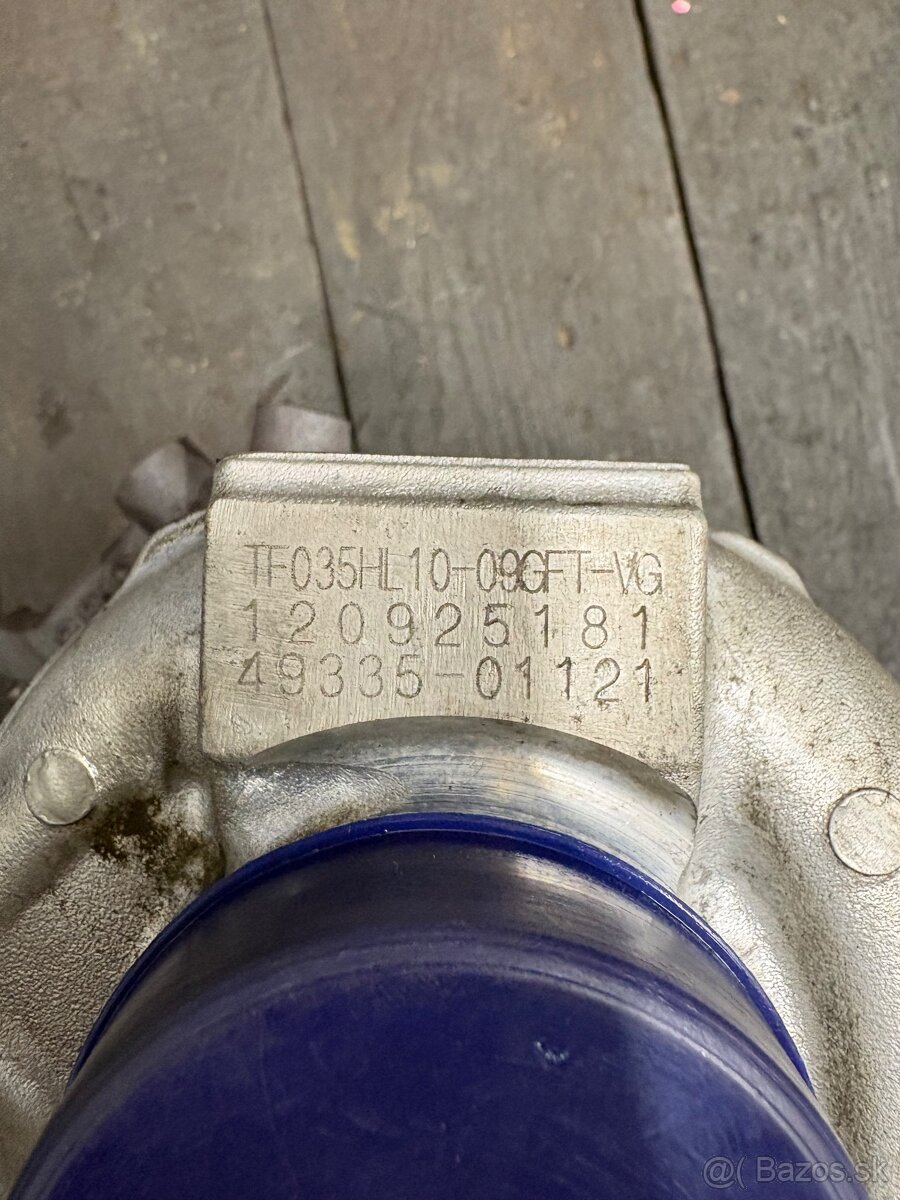 TF035HL10-09GFT-VG
120925181
49335-01121
@( Bazos.sk